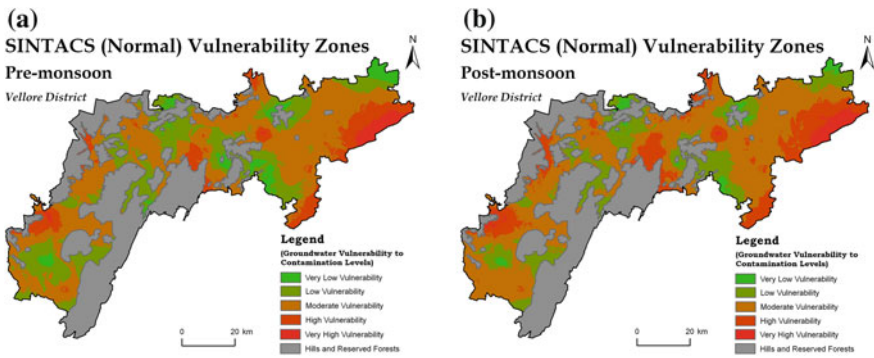 (a)
SINTACS (Normal) Vulnerability Zones
Pre-monsoon
Vellore District
N
Legend
(Groundwater Vulnerability to
Contamination Levels)
Very Low Vulnerability
Low Vulnerability
Moderate Vulnerability
High Vulnerability
Very High Vulnerability
Hills and Reserved Forests
0 20 km
(b)
SINTACS (Normal) Vulnerability Zones
Post-monsoon
Vellore District
N
Legend
(Groundwater Vulnerability to
Contamination Levels)
Very Low Vulnerability
Low Vulnerability
Moderate Vulnerability
High Vulnerability
Very High Vulnerability
Hills and Reserved Forests
0 20 km